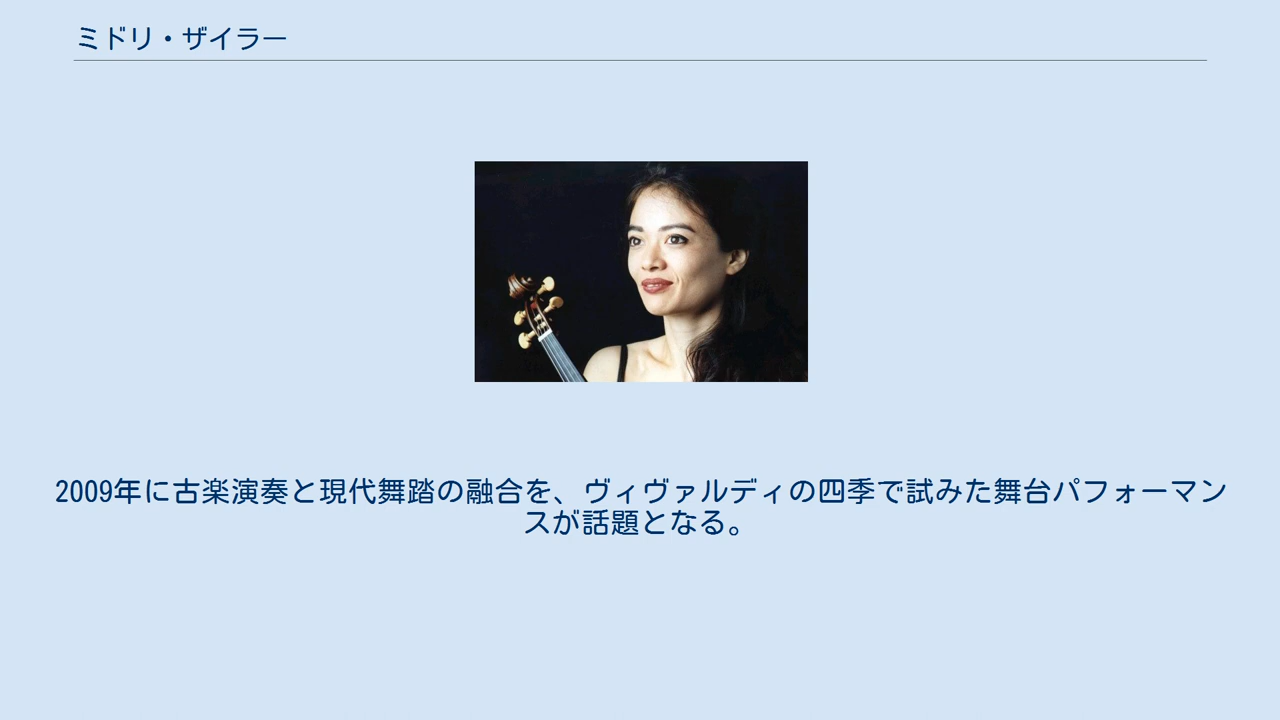 ミドリ・ザイラー
2009年に古楽演奏と現代舞踏の融合を、ヴィヴァルディの四季で試みた舞台パフォーマン
スが話題となる。